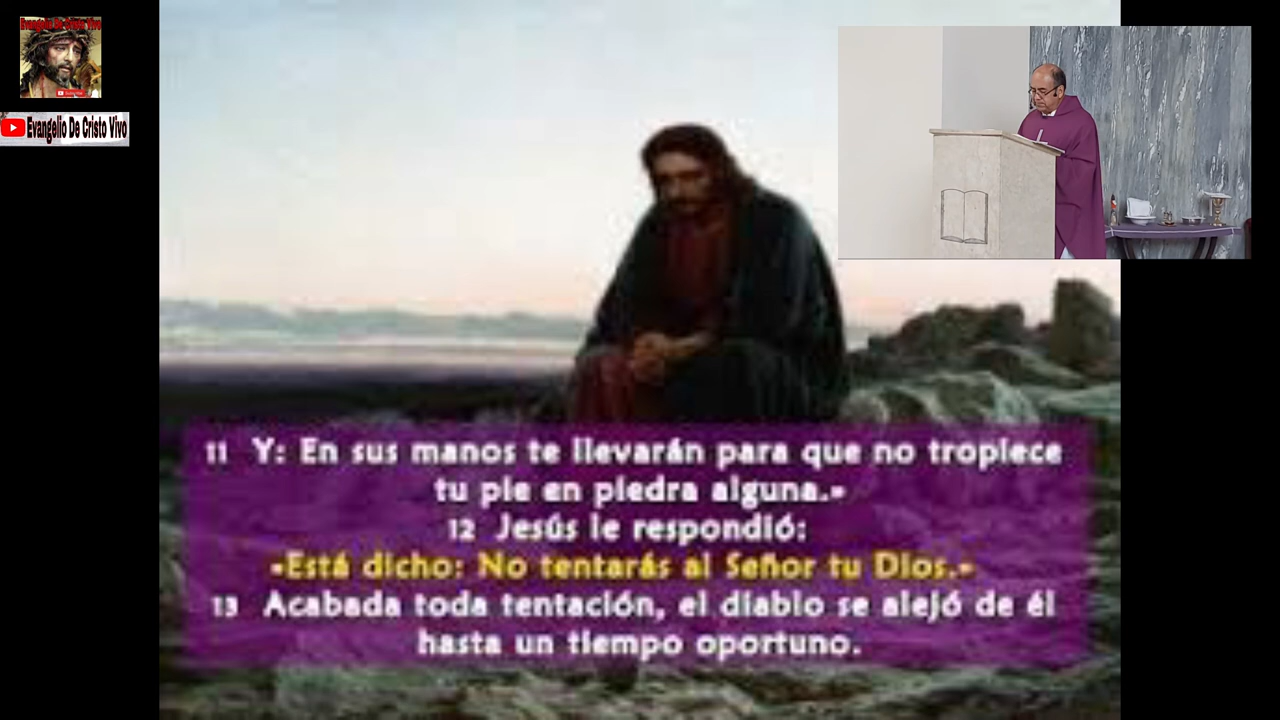 Evangelio De Cristo Vivo
Evangelio De Cristo Vivo
11 Y: En sus manos te llevarán para que no tropiece
tu pie en piedra alguna.»
12 Jesús le respondió:
«Está dicho: No tentarás al Señor tu Dios.»
13 Acabada toda tentación, el diablo se alejó de él
hasta un tiempo oportuno.